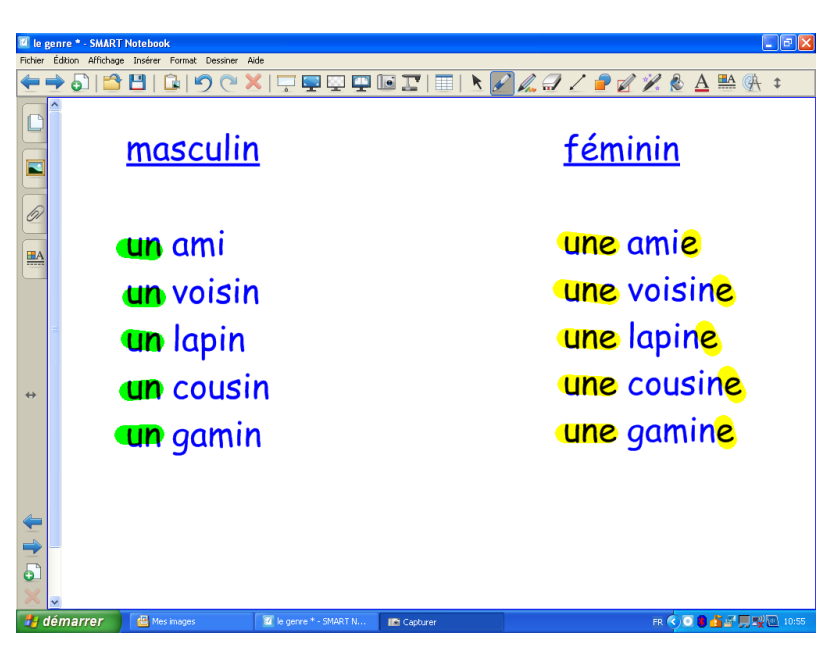 le genre * - SMART Notebook
Fichier Édition Affichage Insérer Format Dessiner Aide
masculin féminin
un ami une amie
un voisin une voisine
un lapin une lapine
un cousin une cousine
un gamin une gamine
démarrer Mes images le genre * - SMART N... Capturer FR 10:55